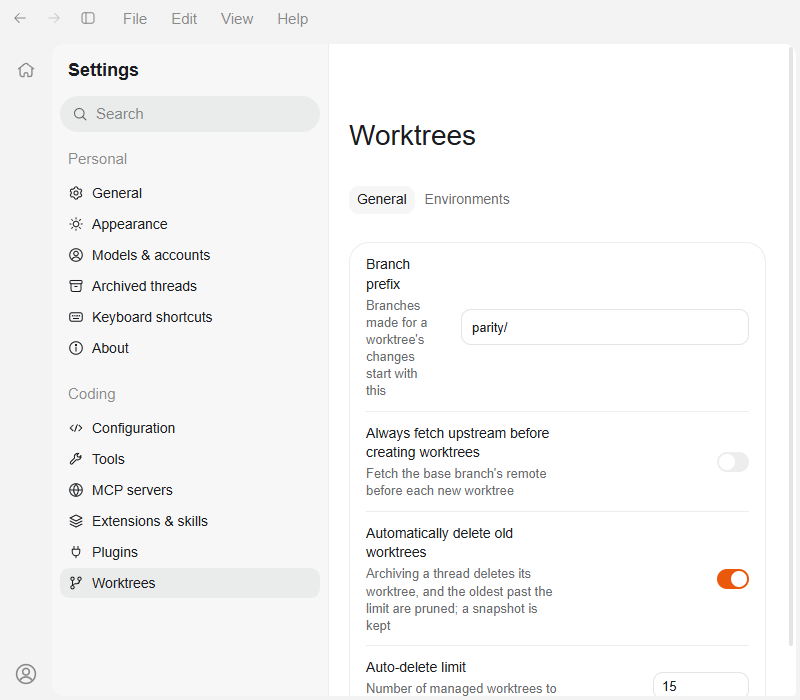 File Edit View Help
Settings
Search
Personal
General
Appearance
Models & accounts
Archived threads
Keyboard shortcuts
About
Coding
Configuration
Tools
MCP servers
Extensions & skills
Plugins
Worktrees
Worktrees
General Environments
Branch
prefix
Branches
made for a
worktree's
changes
start with
this
parity/
Always fetch upstream before
creating worktrees
Fetch the base branch's remote
before each new worktree
Automatically delete old
worktrees
Archiving a thread deletes its
worktree, and the oldest past the
limit are pruned; a snapshot is
kept
Auto-delete limit
Number of managed worktrees to
15